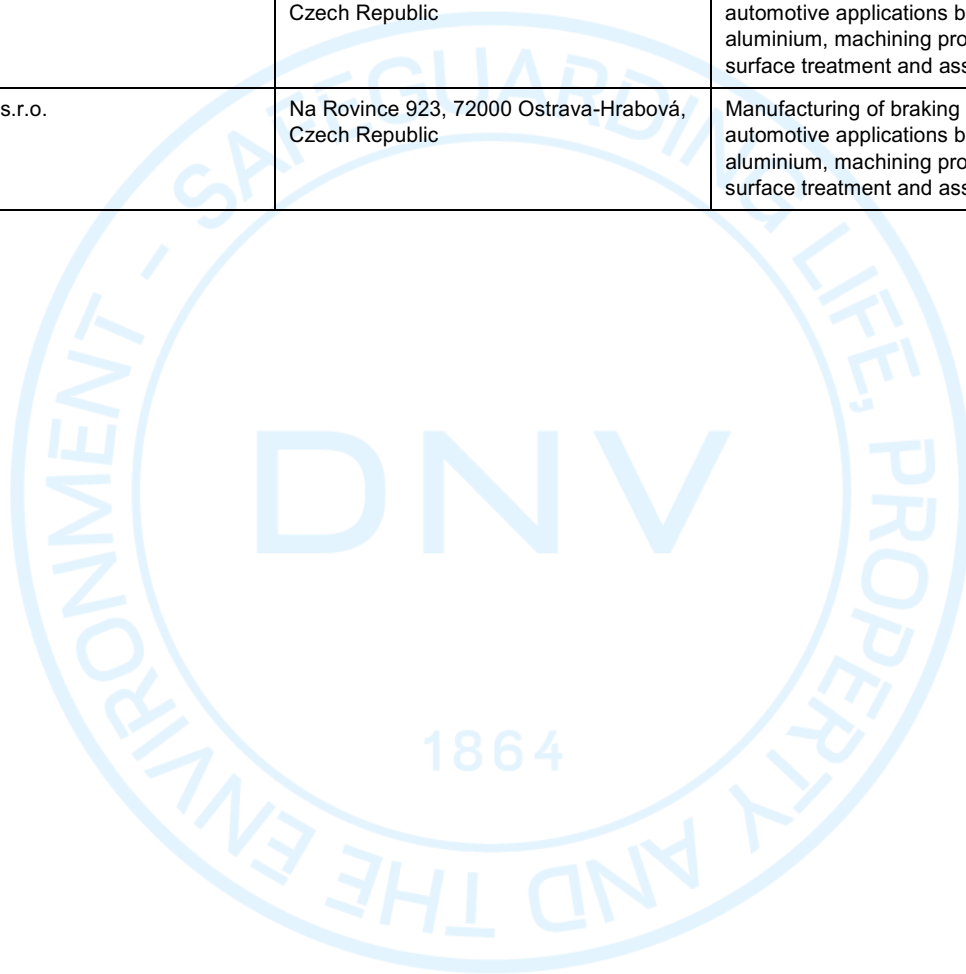 Czech Republic
automotive applications b
aluminium, machining pro
surface treatment and ass
s.r.o.
Na Rovince 923, 72000 Ostrava-Hrabová,
Czech Republic
Manufacturing of braking
automotive applications b
aluminium, machining pro
surface treatment and ass
SAFEGUARDING LIFE, PROPERTY AND THE ENVIRONMENT -
DNV
1864